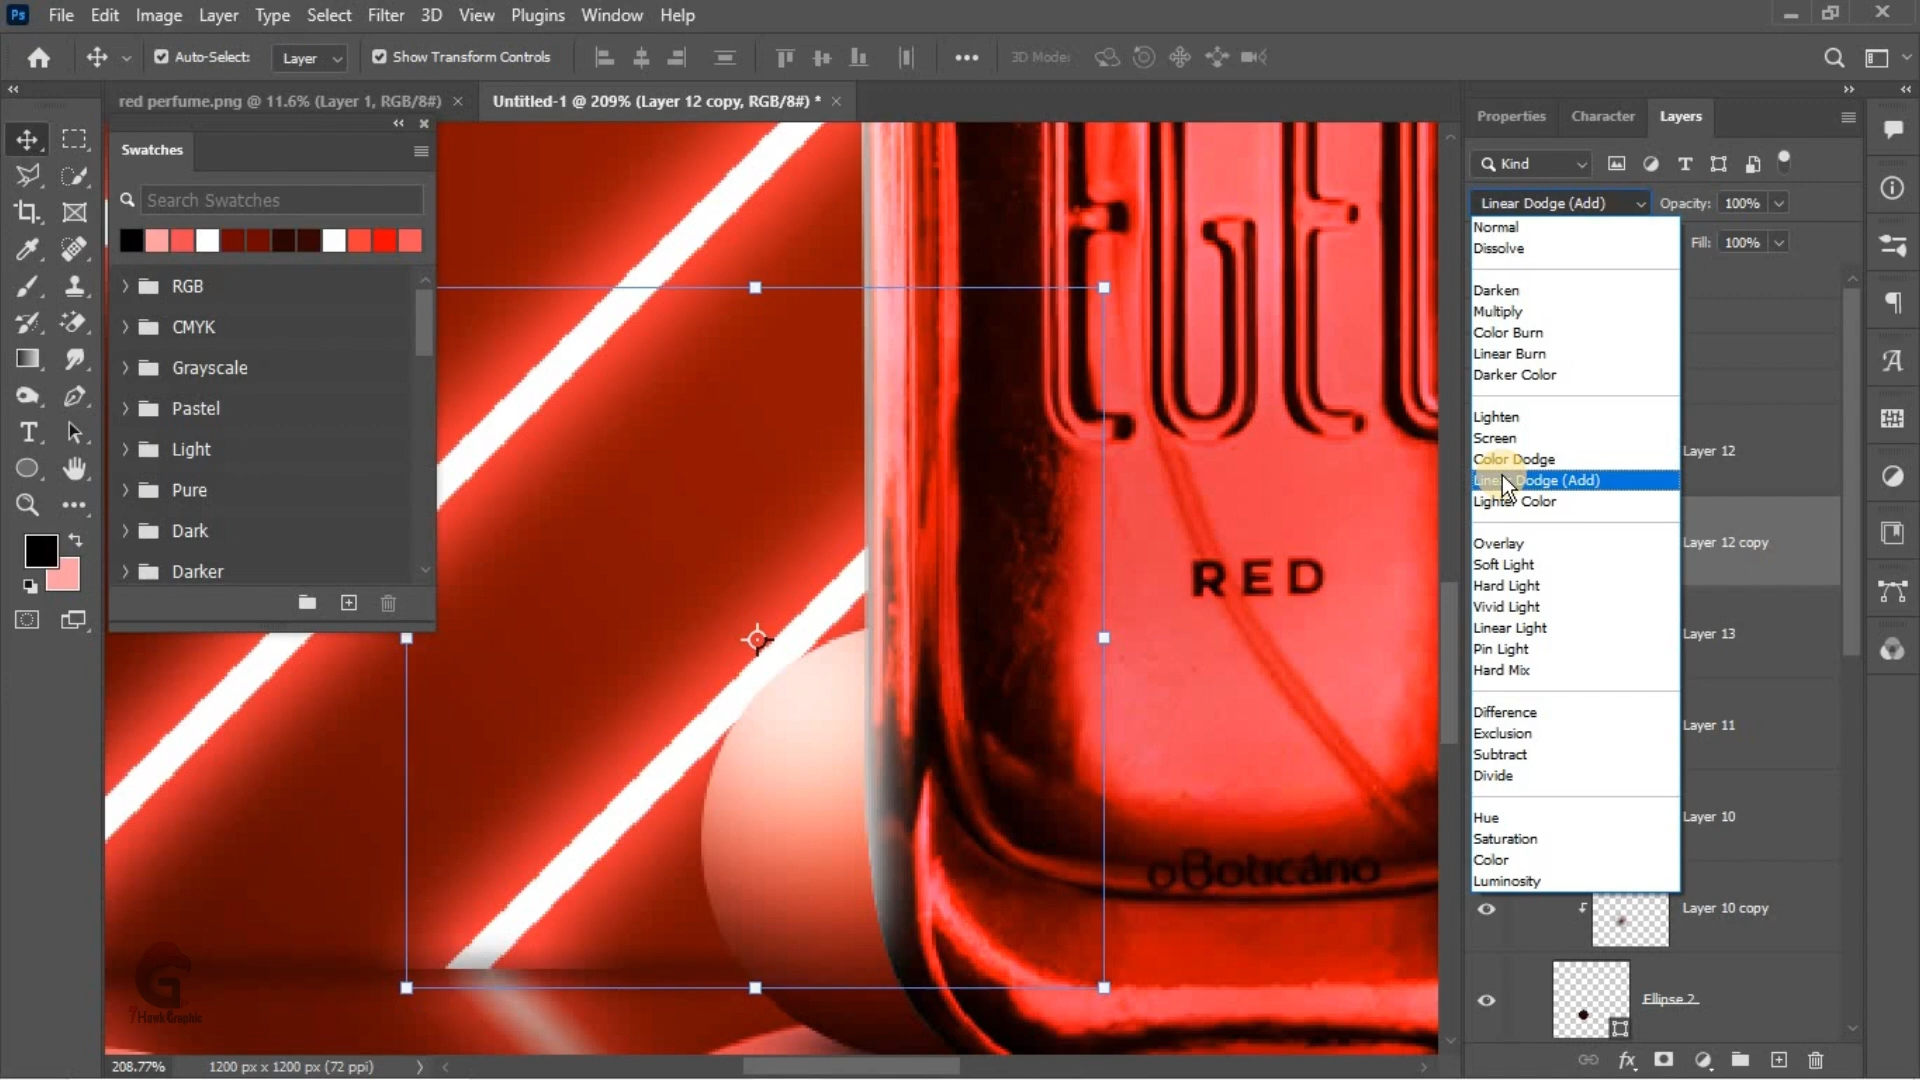 Ps File Edit Image Layer Type Select Filter 3D View Plugins Window Help
Auto-Select: Layer Show Transform Controls 3D Mode:
red perfume.png @ 11.6% (Layer 1, RGB/8#) Untitled-1 @ 209% (Layer 12 copy, RGB/8#) *
Swatches
Search Swatches
RGB
CMYK
Grayscale
Pastel
Light
Pure
Dark
Darker
RED
oBoticário
Hawk Graphic
208.77% 1200 px x 1200 px (72 ppi)
Properties Character Layers
Kind
Linear Dodge (Add) Opacity: 100%
Fill: 100%
Normal
Dissolve
Darken
Multiply
Color Burn
Linear Burn
Darker Color
Lighten
Screen
Color Dodge
Linear Dodge (Add)
Lighter Color
Overlay
Soft Light
Hard Light
Vivid Light
Linear Light
Pin Light
Hard Mix
Difference
Exclusion
Subtract
Divide
Hue
Saturation
Color
Luminosity
Layer 12
Layer 12 copy
Layer 13
Layer 11
Layer 10
Layer 10 copy
Ellipse 2
fx